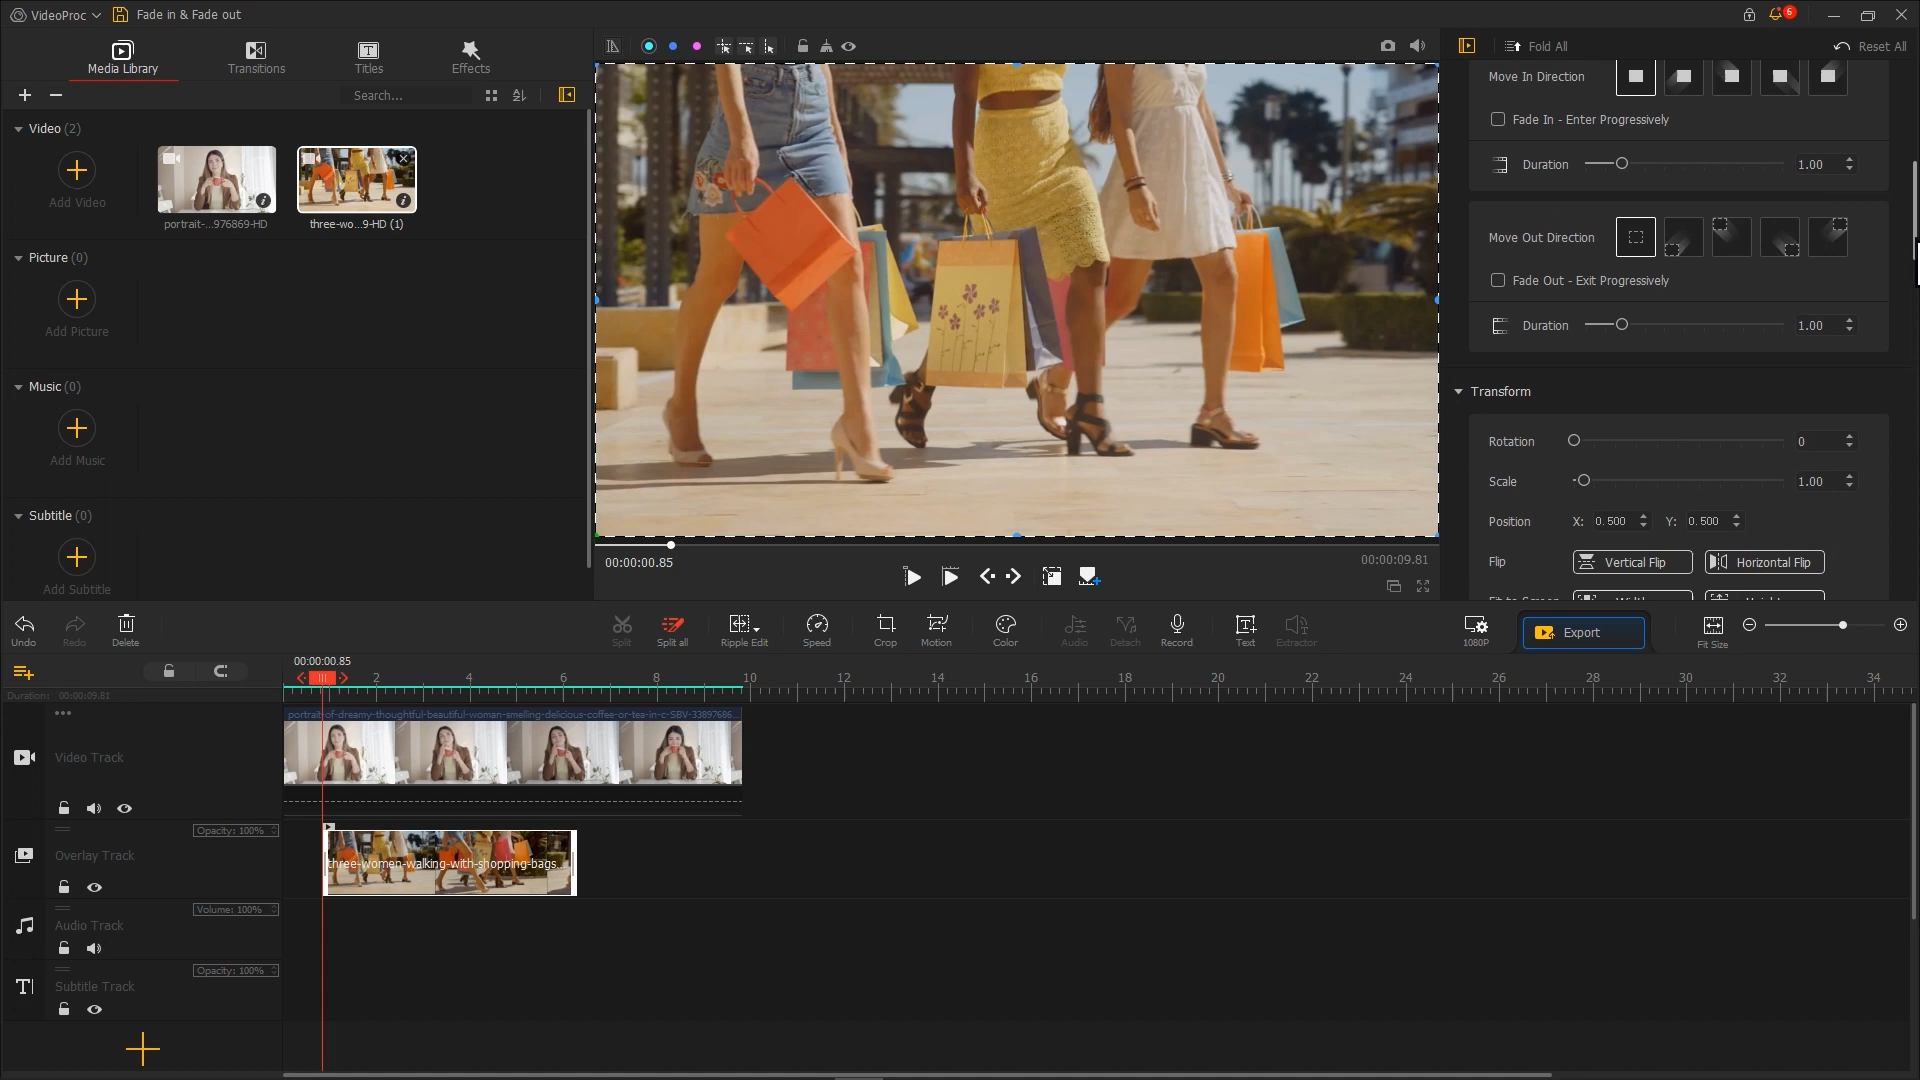 VideoProc
Fade in & Fade out
6
Media Library
Transitions
Titles
Effects
Fold All
Reset All
Search...
Video (2)
Add Video
portrait-...976869-HD
three-wo...9-HD (1)
Picture (0)
Add Picture
Music (0)
Add Music
Subtitle (0)
Add Subtitle
Move In Direction
Fade In - Enter Progressively
Duration
1.00
Move Out Direction
Fade Out - Exit Progressively
Duration
1.00
Transform
Rotation
0
Scale
1.00
Position
X: 0.500
Y: 0.500
Flip
Vertical Flip
Horizontal Flip
00:00:00.85
00:00:09.81
Undo
Redo
Delete
Split
Split all
Ripple Edit
Speed
Crop
Motion
Color
Audio
Detach
Record
Text
Extractor
1080P
Export
Fit Size
00:00:00.85
2 4 6 8 10 12 14 16 18 20 22 24 26 28 30 32 34
Duration: 00:00:09.81
portrait-of-dreamy-thoughtful-beautiful-woman-smelling-delicious-coffee-or-tea-in-c-SBV-33897686...
Video Track
Opacity: 100%
Overlay Track
three-women-walking-with-shopping-bags...
Volume: 100%
Audio Track
Opacity: 100%
Subtitle Track